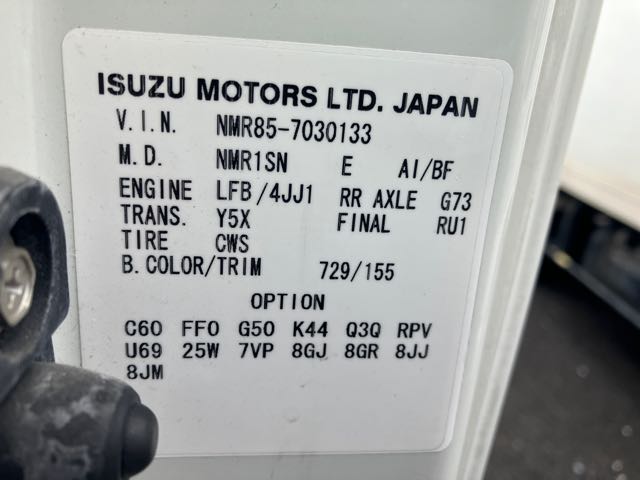 ISUZU MOTORS LTD. JAPAN
V.I.N. NMR85-7030133
M.D. NMR1SN E AI/BF
ENGINE LFB/4JJ1 RR AXLE G73
TRANS. Y5X FINAL RU1
TIRE CWS
B.COLOR/TRIM 729/155
OPTION
C60 FF0 G50 K44 Q3Q RPV
U69 25W 7VP 8GJ 8GR 8JJ
8JM